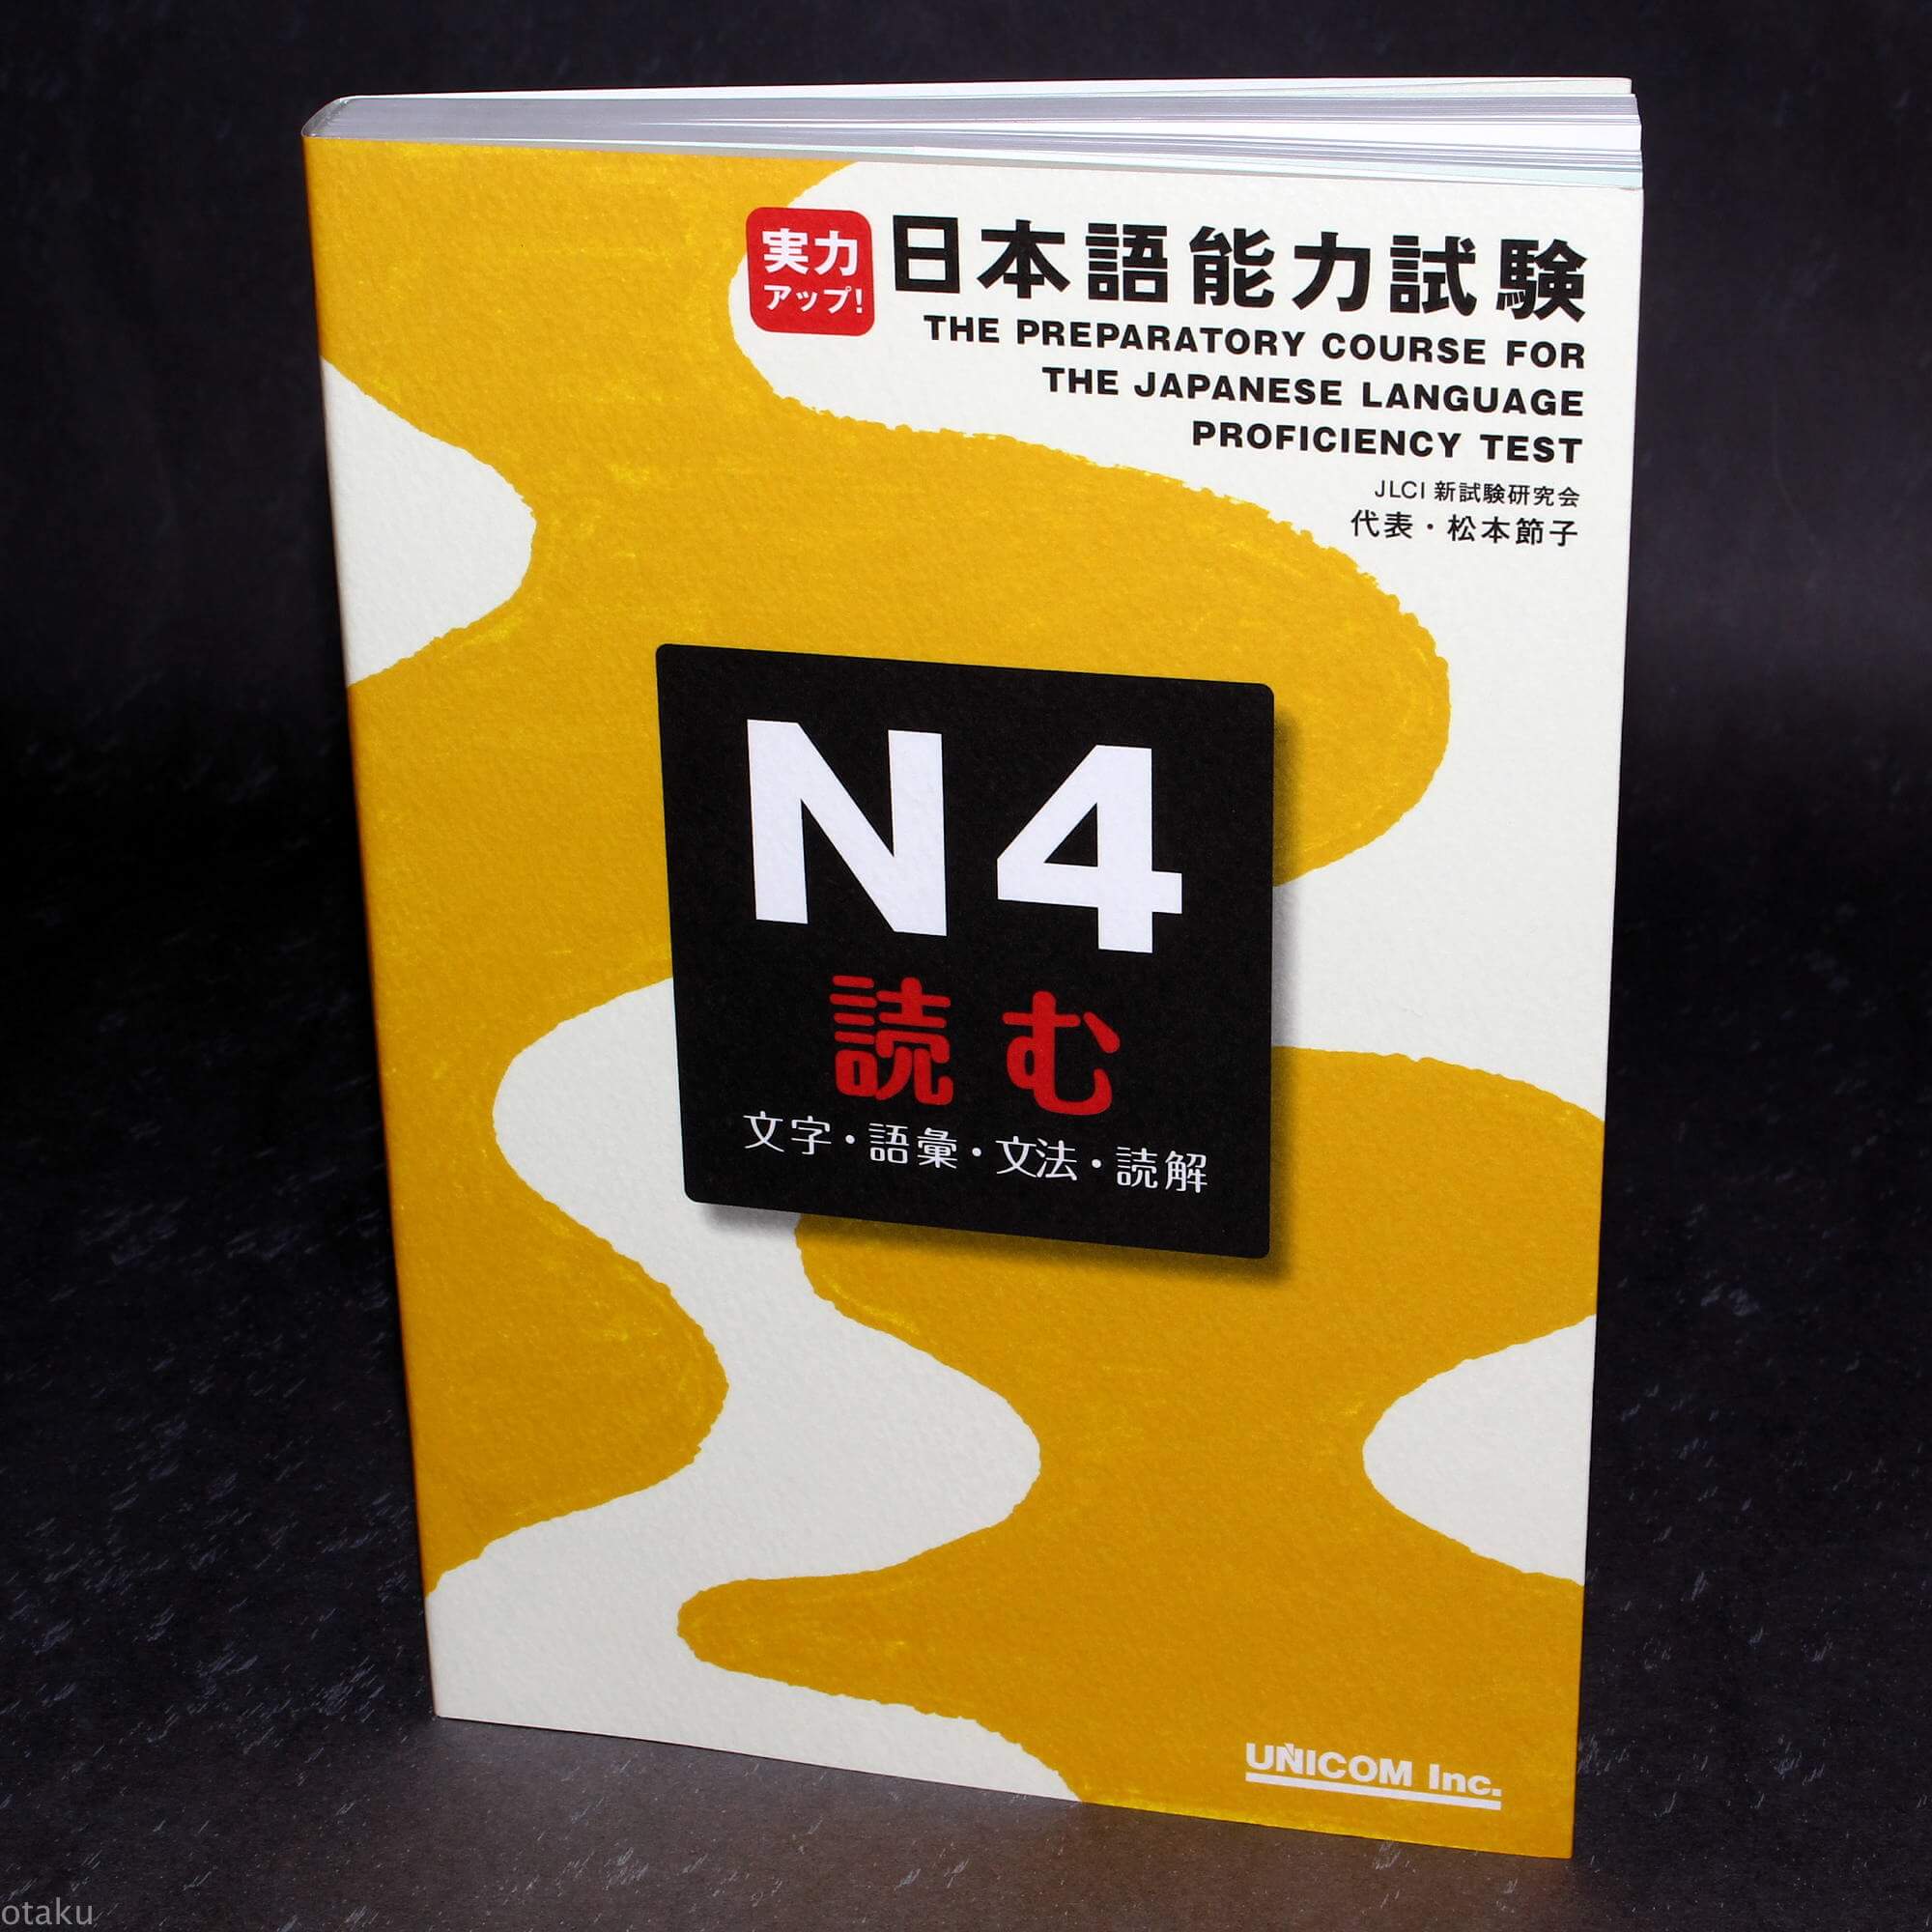 実力
アップ!
日本語能力試験
THE PREPARATORY COURSE FOR
THE JAPANESE LANGUAGE
PROFICIENCY TEST
JLCI 新試験研究会
代表・松本節子
N4
読む
文字・語彙・文法・読解
UNICOM Inc.
otaku